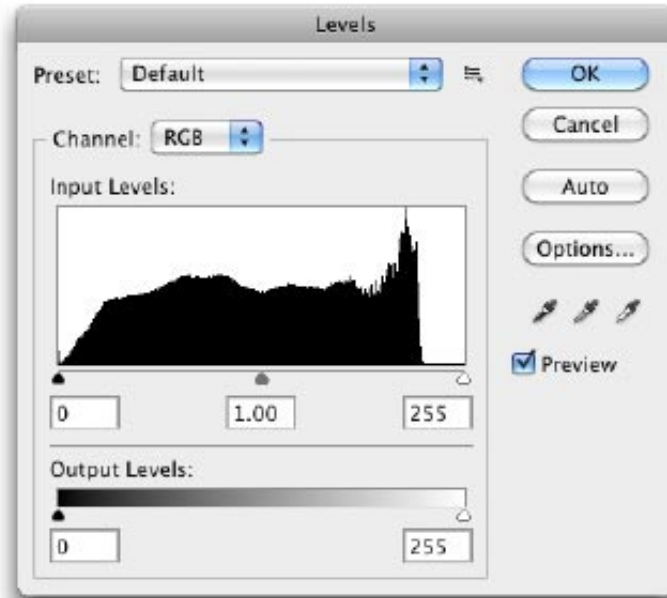 Levels
Preset: Default
OK
Channel: RGB
Cancel
Input Levels:
Auto
Options...
Preview
0 1.00 255
Output Levels:
0 255